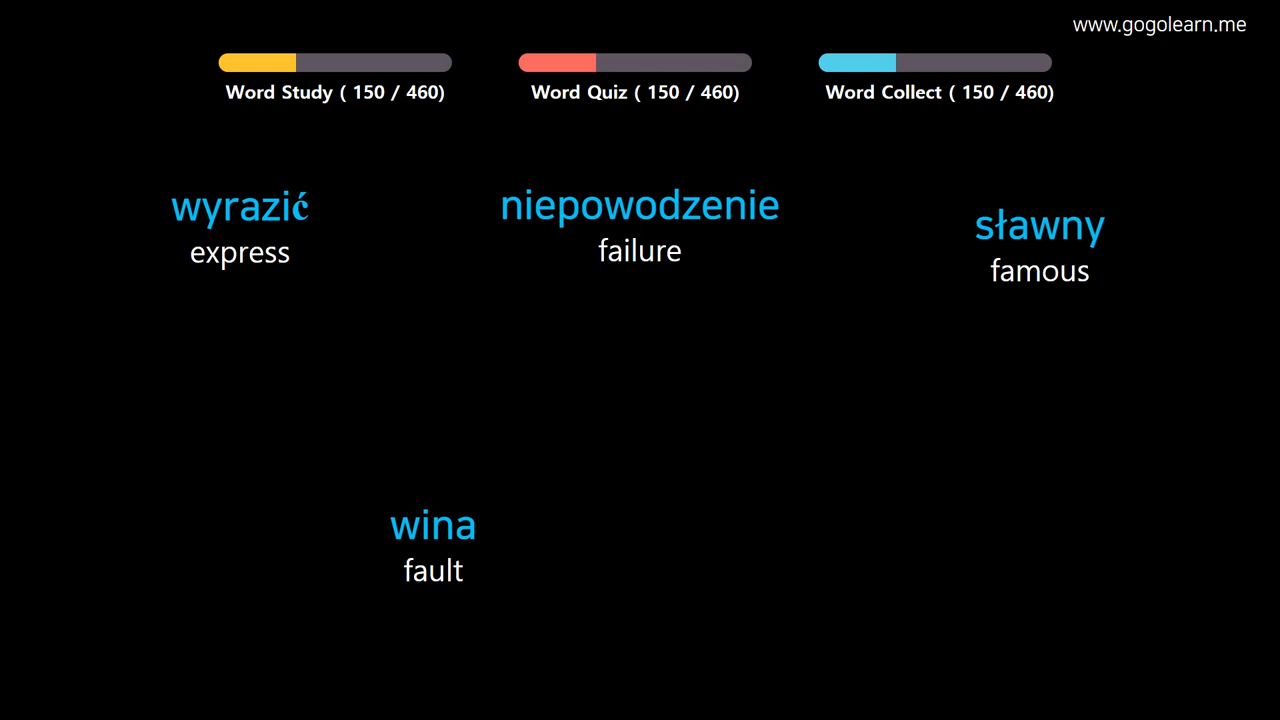 www.gogolearn.me
Word Study ( 150 / 460)
Word Quiz ( 150 / 460)
Word Collect ( 150 / 460)
wyrazić
express
niepowodzenie
failure
sławny
famous
wina
fault